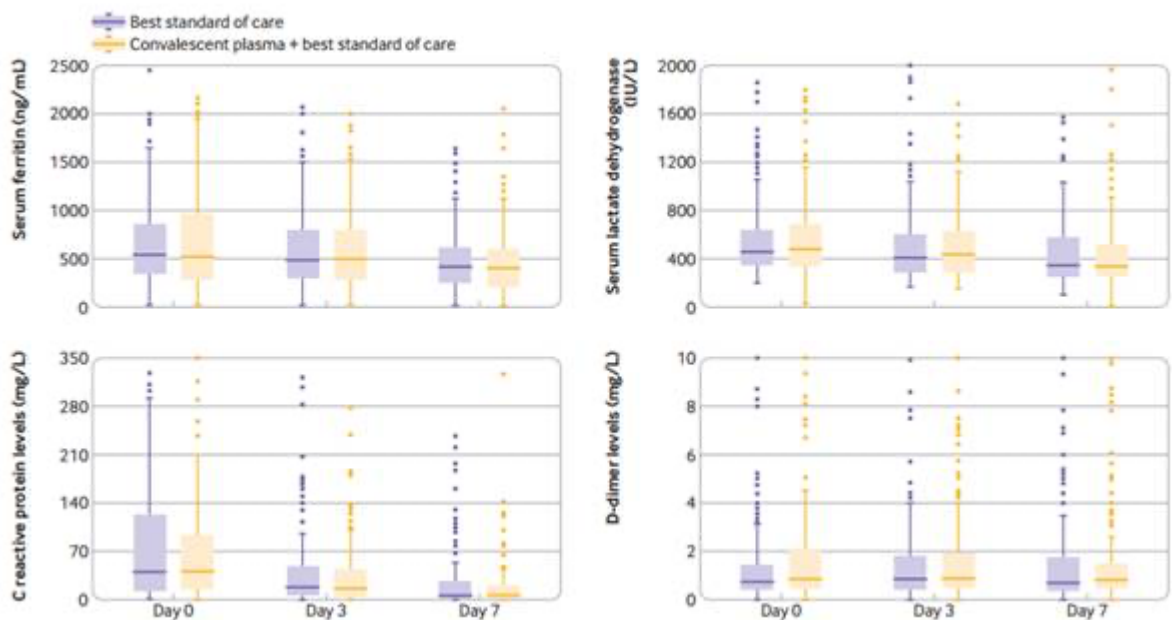 Best standard of care
Convalescent plasma + best standard of care
Serum ferritin (ng/mL)
2500
2000
1500
1000
500
0
Serum lactate dehydrogenase
(IU/L)
2000
1600
1200
800
400
0
C reactive protein levels (mg/L)
350
280
210
140
70
0
Day 0 Day 3 Day 7
D-dimer levels (mg/L)
10
8
6
4
2
0
Day 0 Day 3 Day 7